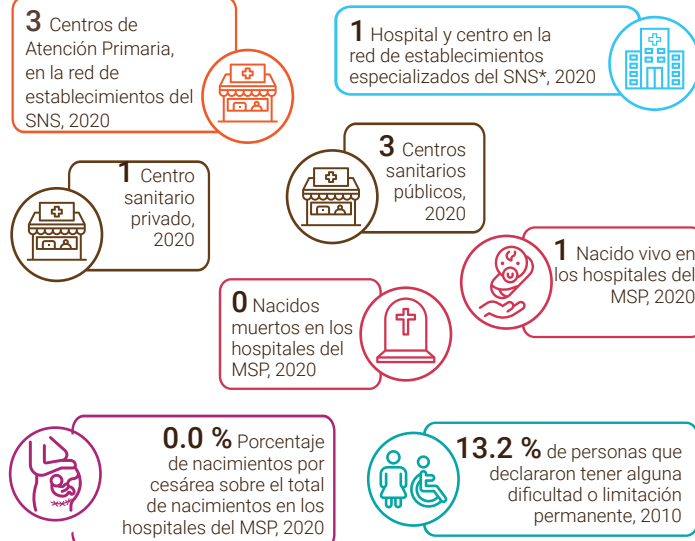 3 Centros de
Atención Primaria,
en la red de
establecimientos del
SNS, 2020
1 Hospital y centro en la
red de establecimientos
especializados del SNS*, 2020
1 Centro
sanitario
privado,
2020
3 Centros
sanitarios
públicos,
2020
1 Nacido vivo en
los hospitales del
MSP, 2020
0 Nacidos
muertos en los
hospitales del
MSP, 2020
0.0 % Porcentaje
de nacimientos por
cesárea sobre el total
de nacimientos en los
hospitales del MSP, 2020
13.2 % de personas que
declararon tener alguna
dificultad o limitación
permanente, 2010